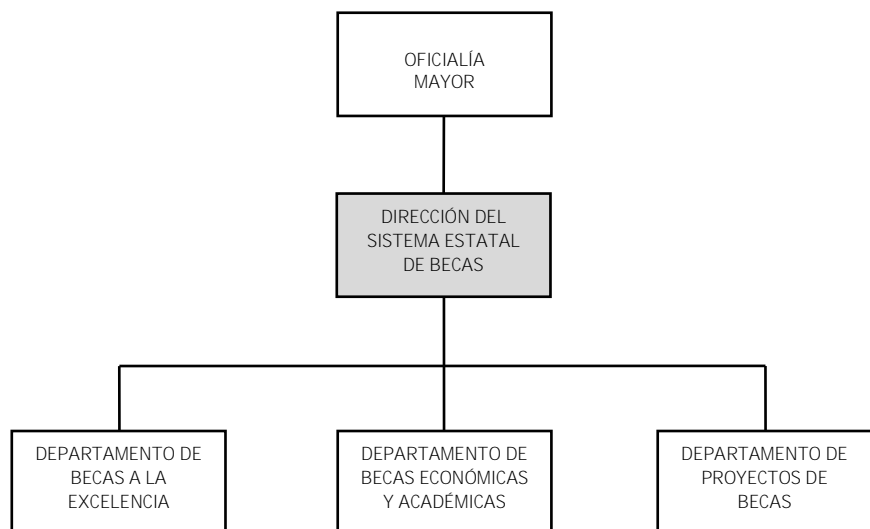 OFICIALÍA
MAYOR
DIRECCIÓN DEL
SISTEMA ESTATAL
DE BECAS
DEPARTAMENTO DE
BECAS A LA
EXCELENCIA
DEPARTAMENTO DE
BECAS ECONÓMICAS
Y ACADÉMICAS
DEPARTAMENTO DE
PROYECTOS DE
BECAS